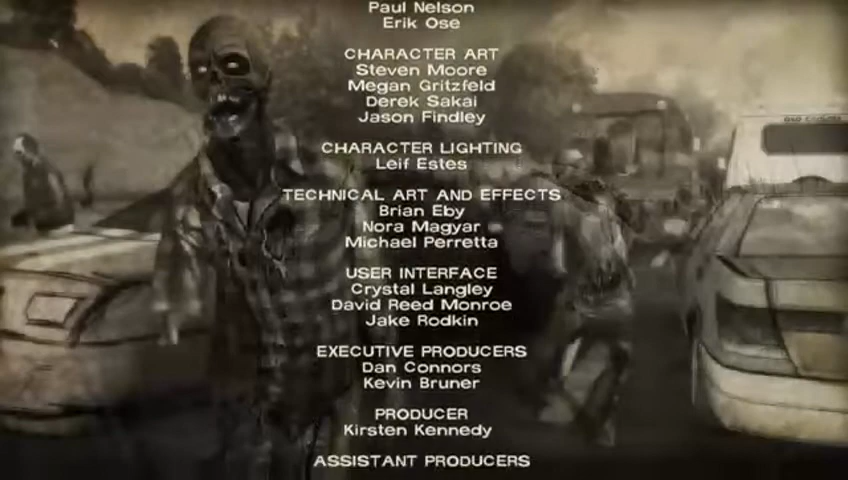 Paul Nelson
Erik Ose
CHARACTER ART
Steven Moore
Megan Gritzfeld
Derek Sakai
Jason Findley
CHARACTER LIGHTING
Leif Estes
TECHNICAL ART AND EFFECTS
Brian Eby
Nora Magyar
Michael Perretta
USER INTERFACE
Crystal Langley
David Reed Monroe
Jake Rodkin
EXECUTIVE PRODUCERS
Dan Connors
Kevin Bruner
PRODUCER
Kirsten Kennedy
ASSISTANT PRODUCERS